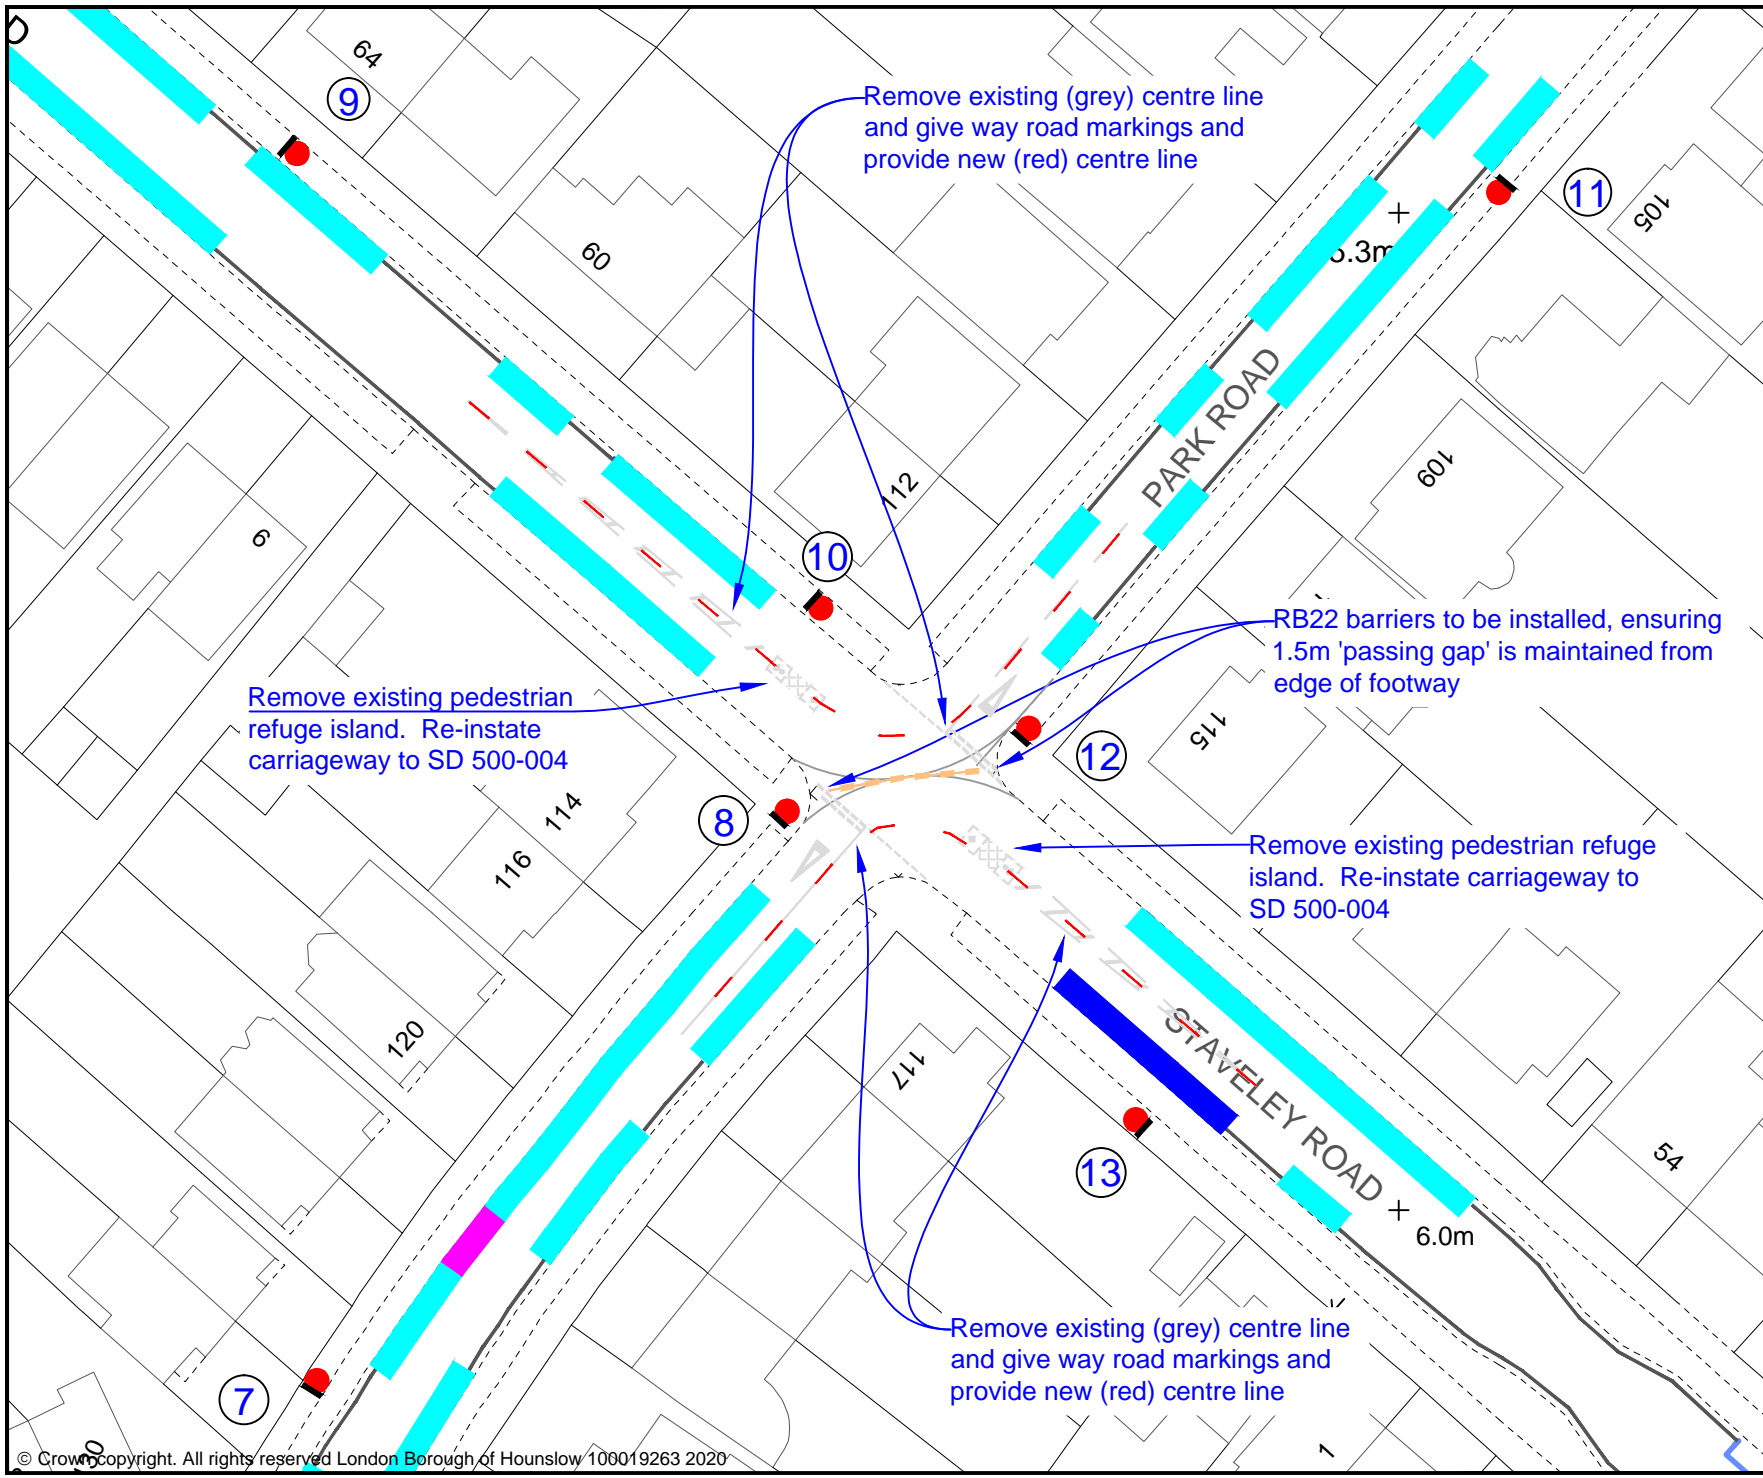 64
9
Remove existing (grey) centre line
and give way road markings and
provide new (red) centre line
11
105
60
5.3m
PARK ROAD
109
112
6
10
RB22 barriers to be installed, ensuring
1.5m 'passing gap' is maintained from
edge of footway
Remove existing pedestrian
refuge island. Re-instate
carriageway to SD 500-004
115
12
114
8
116
Remove existing pedestrian refuge
island. Re-instate carriageway to
SD 500-004
120
117
STAVELEY ROAD
54
13
6.0m
Remove existing (grey) centre line
and give way road markings and
provide new (red) centre line
7
130
1
© Crown copyright. All rights reserved London Borough of Hounslow 100019263 2020